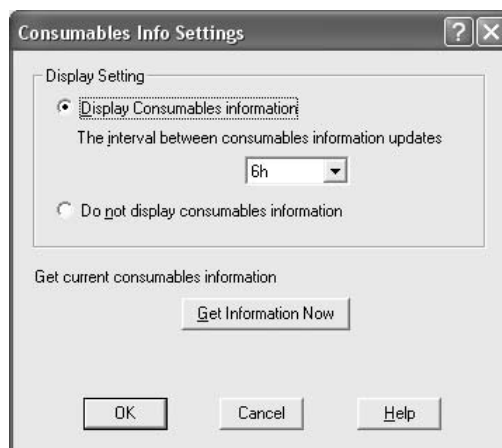 Consumables Info Settings
Display Setting
Display Consumables information
The interval between consumables information updates
6h
Do not display consumables information
Get current consumables information
Get Information Now
OK Cancel Help